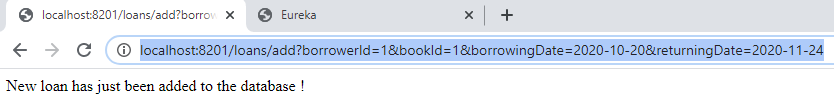 localhost:8201/loans/add?borrowe
Eureka
localhost:8201/loans/add?borrowerId=1&bookId=1&borrowingDate=2020-10-20&returningDate=2020-11-24
New loan has just been added to the database !